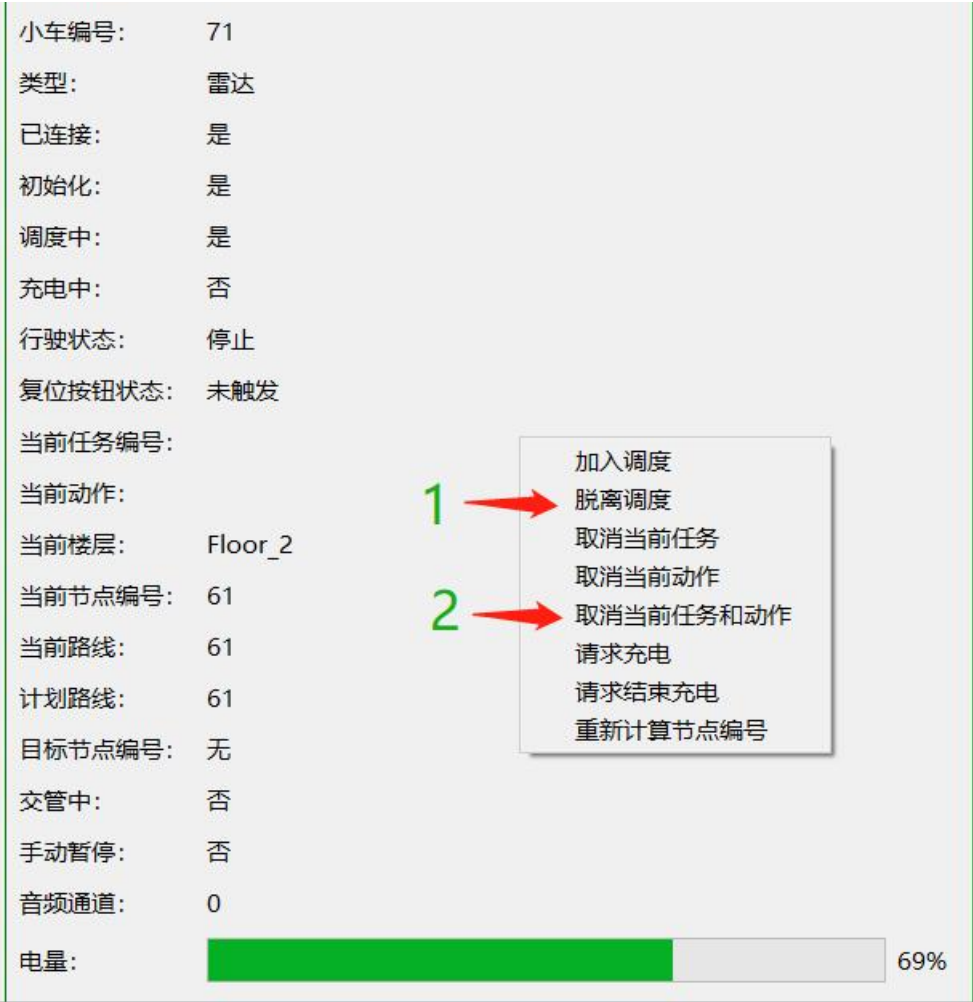 小车编号： 71
类型： 雷达
已连接： 是
初始化： 是
调度中： 是
充电中： 否
行驶状态： 停止
复位按钮状态： 未触发
当前任务编号：
当前动作：
当前楼层： Floor_2
当前节点编号： 61
当前路线： 61
计划路线： 61
目标节点编号： 无
交管中： 否
手动暂停： 否
音频通道： 0
电量： 69%
加入调度
1 脱离调度
取消当前任务
取消当前动作
2 取消当前任务和动作
请求充电
请求结束充电
重新计算节点编号